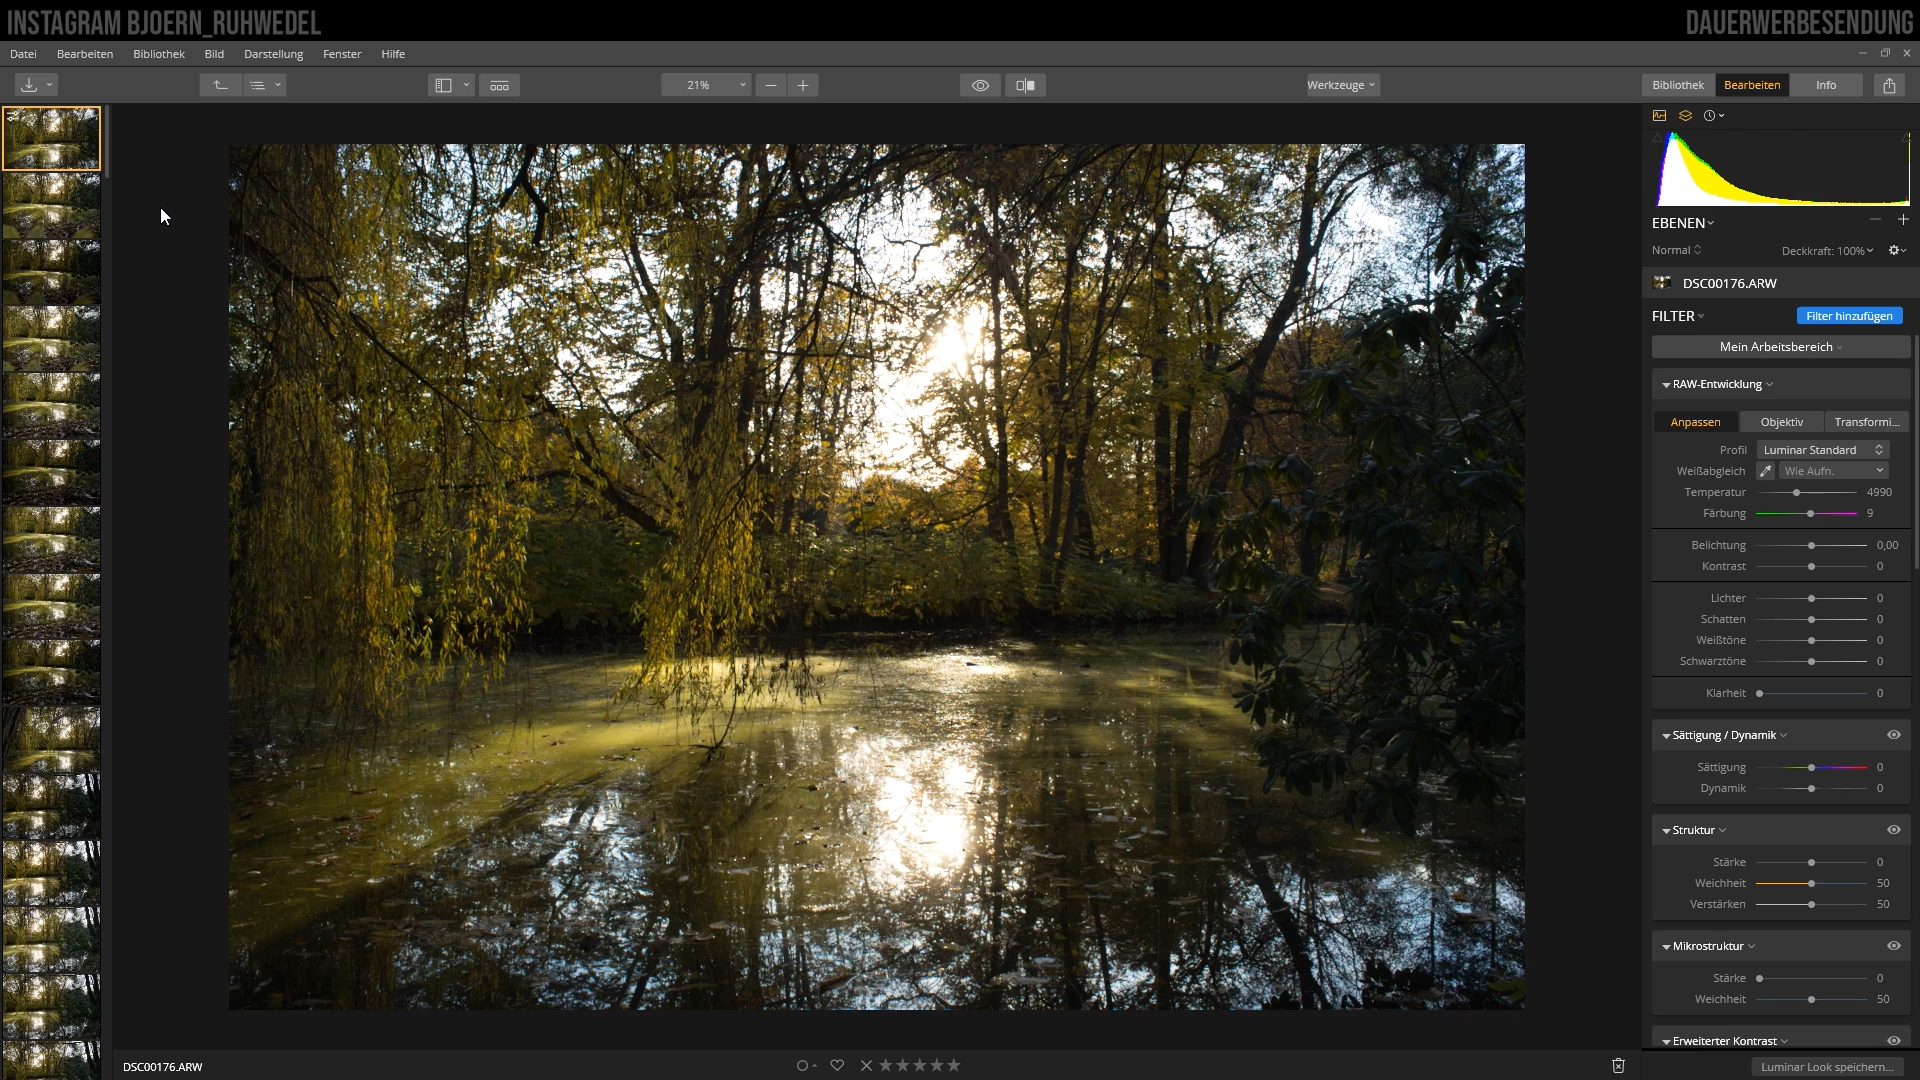 INSTAGRAM BJOERN_RUHWEDEL
DAUERWERBESENDUNG
Datei Bearbeiten Bibliothek Bild Darstellung Fenster Hilfe
21%
Werkzeuge
Bibliothek Bearbeiten Info
EBENEN
Normal Deckkraft: 100%
DSC00176.ARW
FILTER Filter hinzufügen
Mein Arbeitsbereich
RAW-Entwicklung
Anpassen Objektiv Transformi...
Profil Luminar Standard
Weißabgleich Wie Aufn.
Temperatur 4990
Färbung 9
Belichtung 0,00
Kontrast 0
Lichter 0
Schatten 0
Weißtöne 0
Schwarztöne 0
Klarheit 0
Sättigung / Dynamik
Sättigung 0
Dynamik 0
Struktur
Stärke 0
Weichheit 50
Verstärken 50
Mikrostruktur
Stärke 0
Weichheit 50
Erweiterter Kontrast
DSC00176.ARW
Luminar Look speichern...